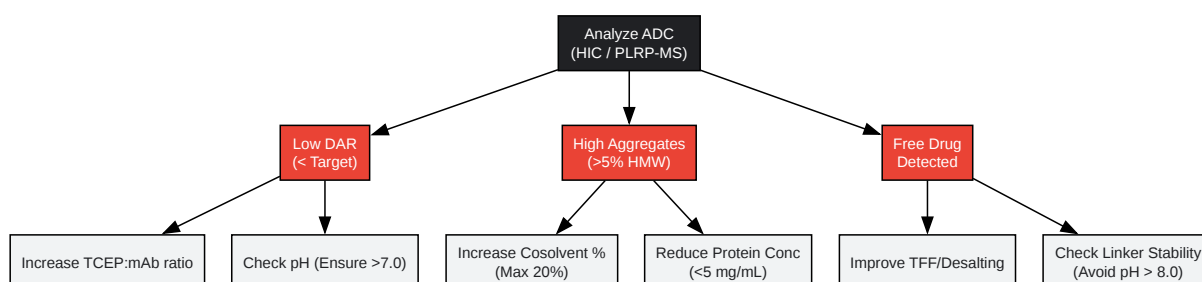 Analyze ADC
(HIC / PLRP-MS)
Low DAR
(< Target)
High Aggregates
(>5% HMW)
Free Drug
Detected
Increase TCEP:mAb ratio
Check pH (Ensure >7.0)
Increase Cosolvent %
(Max 20%)
Reduce Protein Conc
(<5 mg/mL)
Improve TFF/Desalting
Check Linker Stability
(Avoid pH > 8.0)